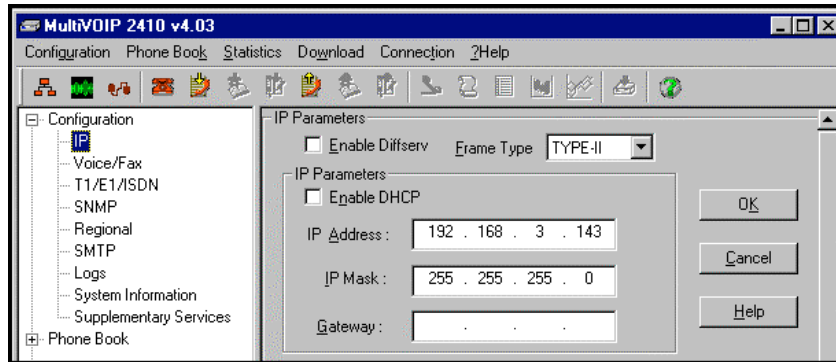 MultiVOIP 2410 v4.03
Configuration Phone Book Statistics Download Connection ?Help
Configuration
IP
Voice/Fax
T1/E1/ISDN
SNMP
Regional
SMTP
Logs
System Information
Supplementary Services
Phone Book
IP Parameters
Enable Diffserv Frame Type TYPE-II
IP Parameters
Enable DHCP
IP Address : 192 . 168 . 3 . 143
IP Mask : 255 . 255 . 255 . 0
Gateway : . . .
OK
Cancel
Help